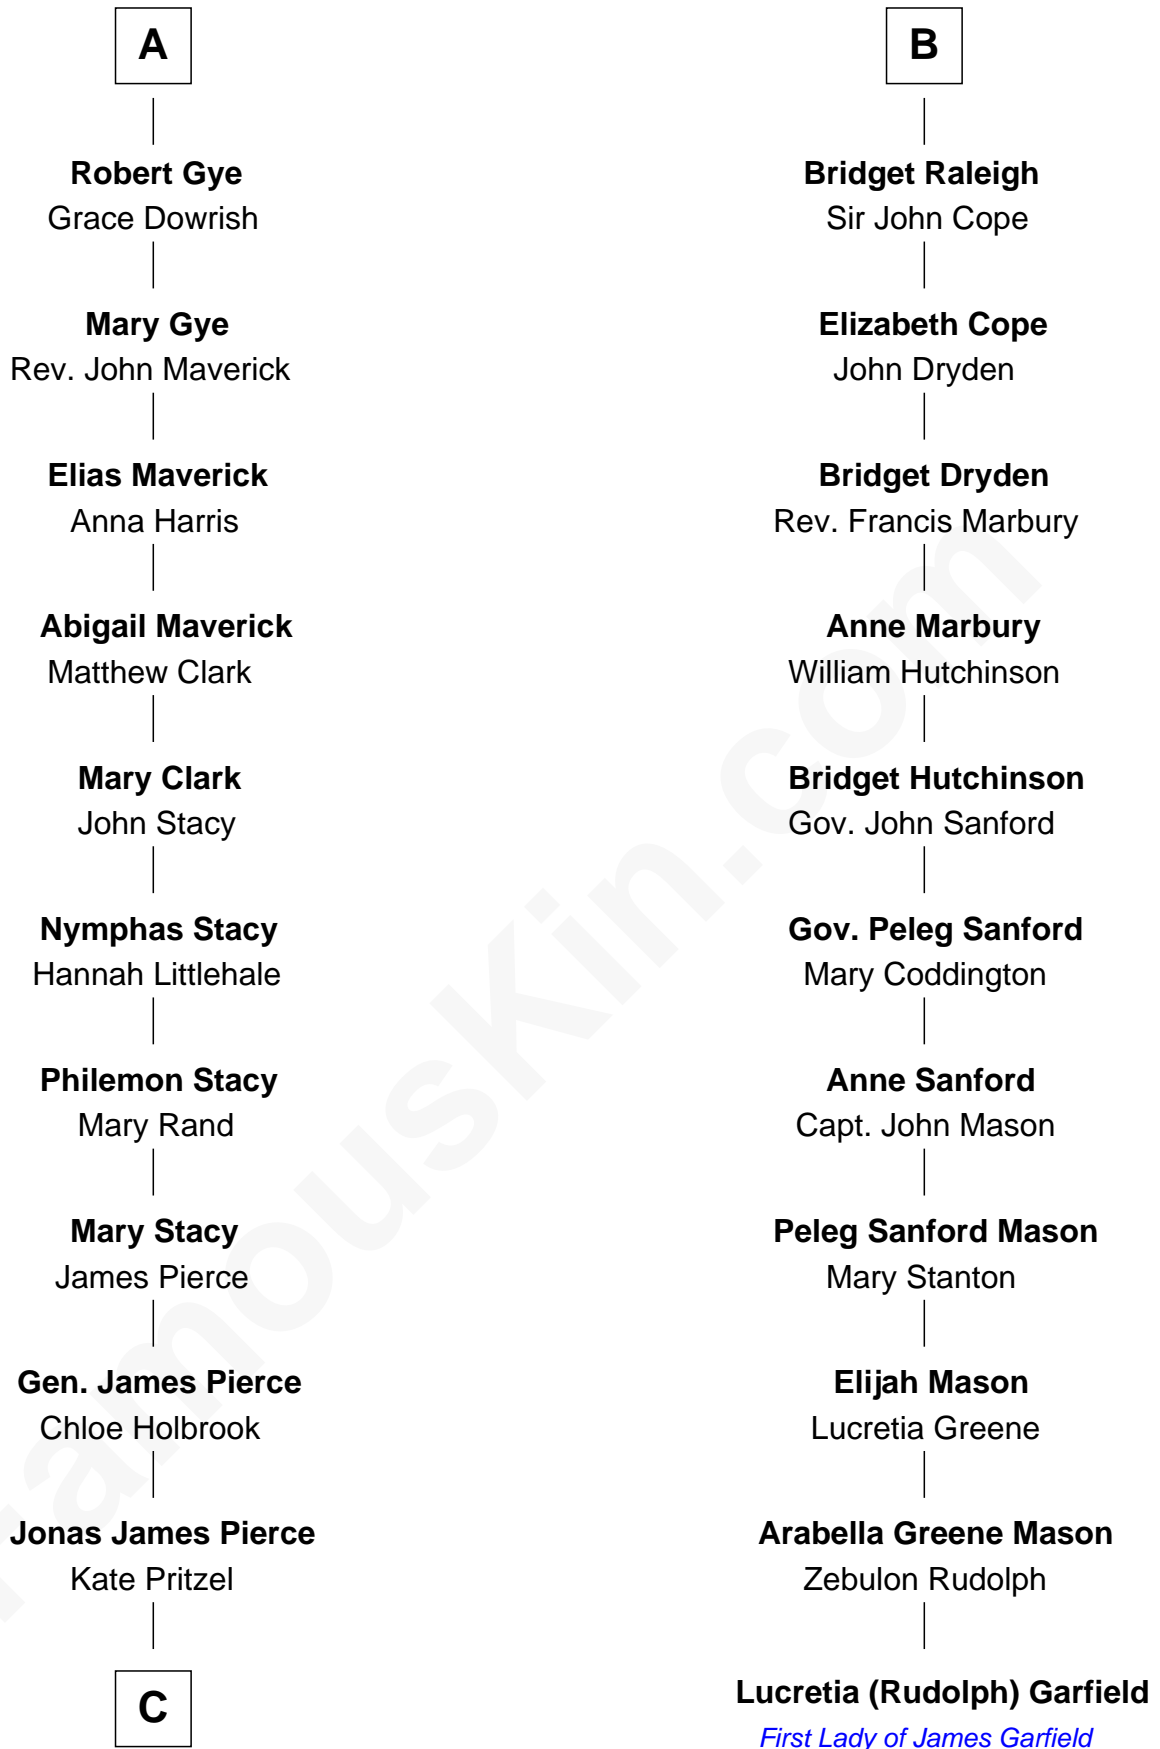 A
Robert Gye
Grace Dowrish
Mary Gye
Rev. John Maverick
Elias Maverick
Anna Harris
Abigail Maverick
Matthew Clark
Mary Clark
John Stacy
Nymphas Stacy
Hannah Littlehale
Philemon Stacy
Mary Rand
Mary Stacy
James Pierce
Gen. James Pierce
Chloe Holbrook
Jonas James Pierce
Kate Pritzel
C
B
Bridget Raleigh
Sir John Cope
Elizabeth Cope
John Dryden
Bridget Dryden
Rev. Francis Marbury
Anne Marbury
William Hutchinson
Bridget Hutchinson
Gov. John Sanford
Gov. Peleg Sanford
Mary Coddington
Anne Sanford
Capt. John Mason
Peleg Sanford Mason
Mary Stanton
Elijah Mason
Lucretia Greene
Arabella Greene Mason
Zebulon Rudolph
Lucretia (Rudolph) Garfield
First Lady of James Garfield
FamousKin.com